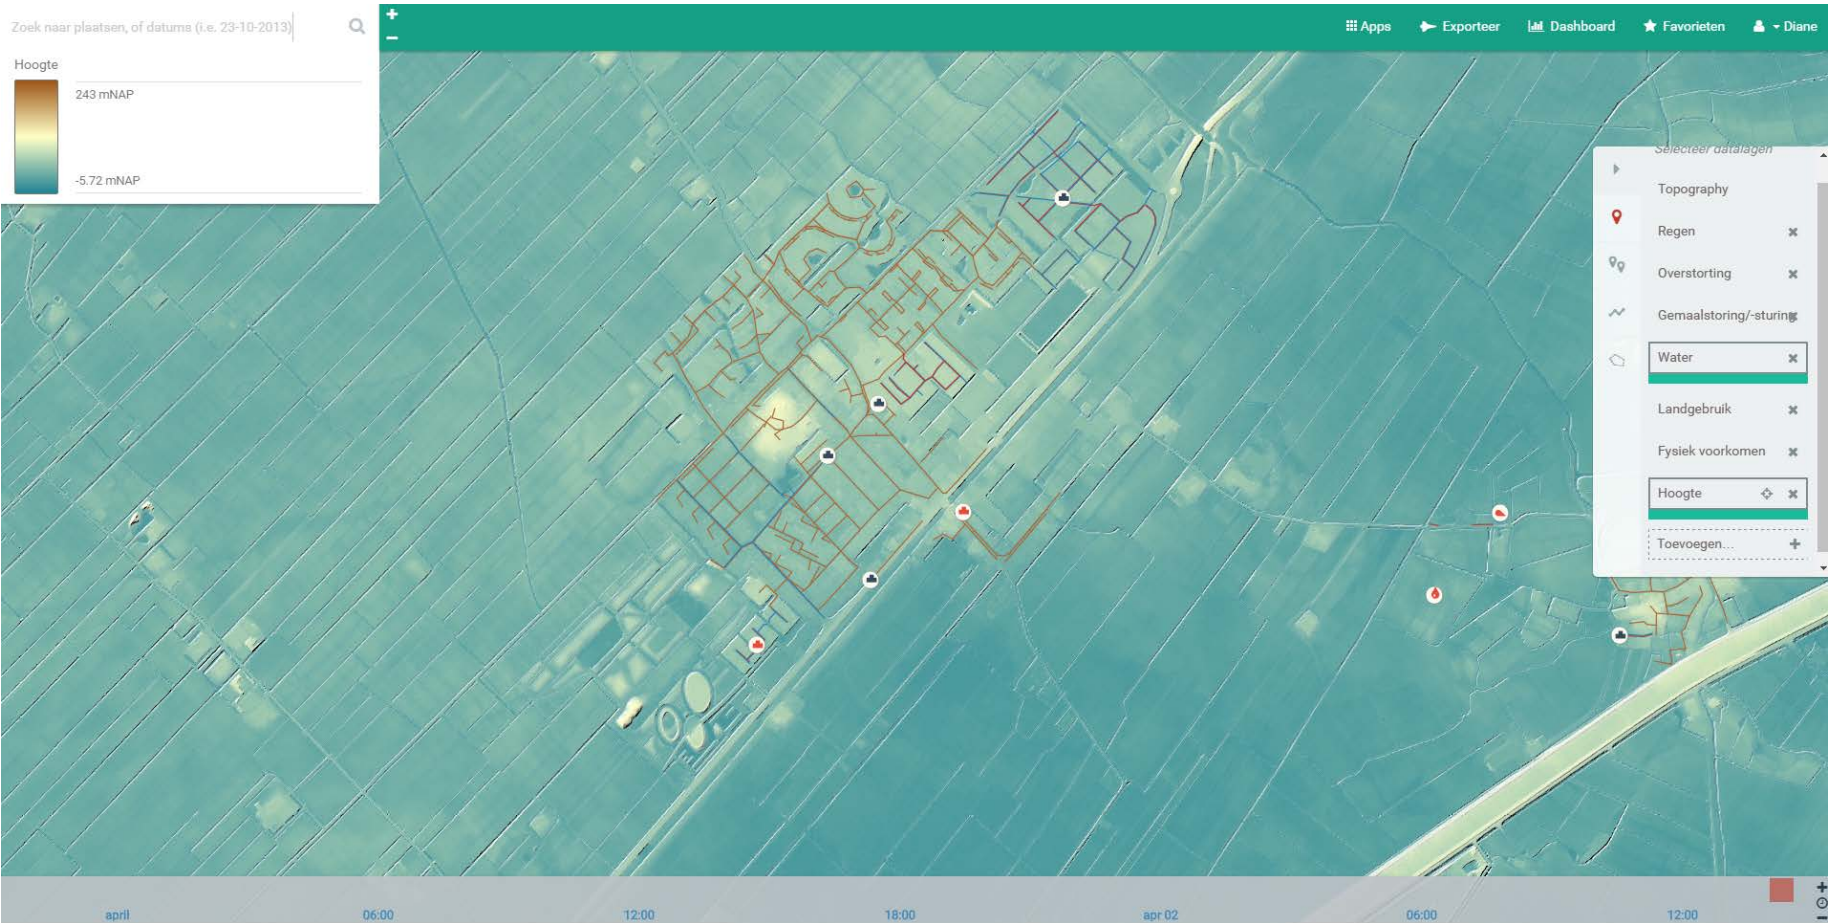 Zoek naar plaatsen, of datums (i.e. 23-10-2013)
Apps
Exporteer
Dashboard
Favorieten
Diane
Hoogte
243 mNAP
-5.72 mNAP
Selecteer datalagen
Topography
Regen
Overstorting
Gemaalstoring/-sturing
Water
Landgebruik
Fysiek voorkomen
Hoogte
Toevoegen...
april
06:00
12:00
18:00
apr 02
06:00
12:00